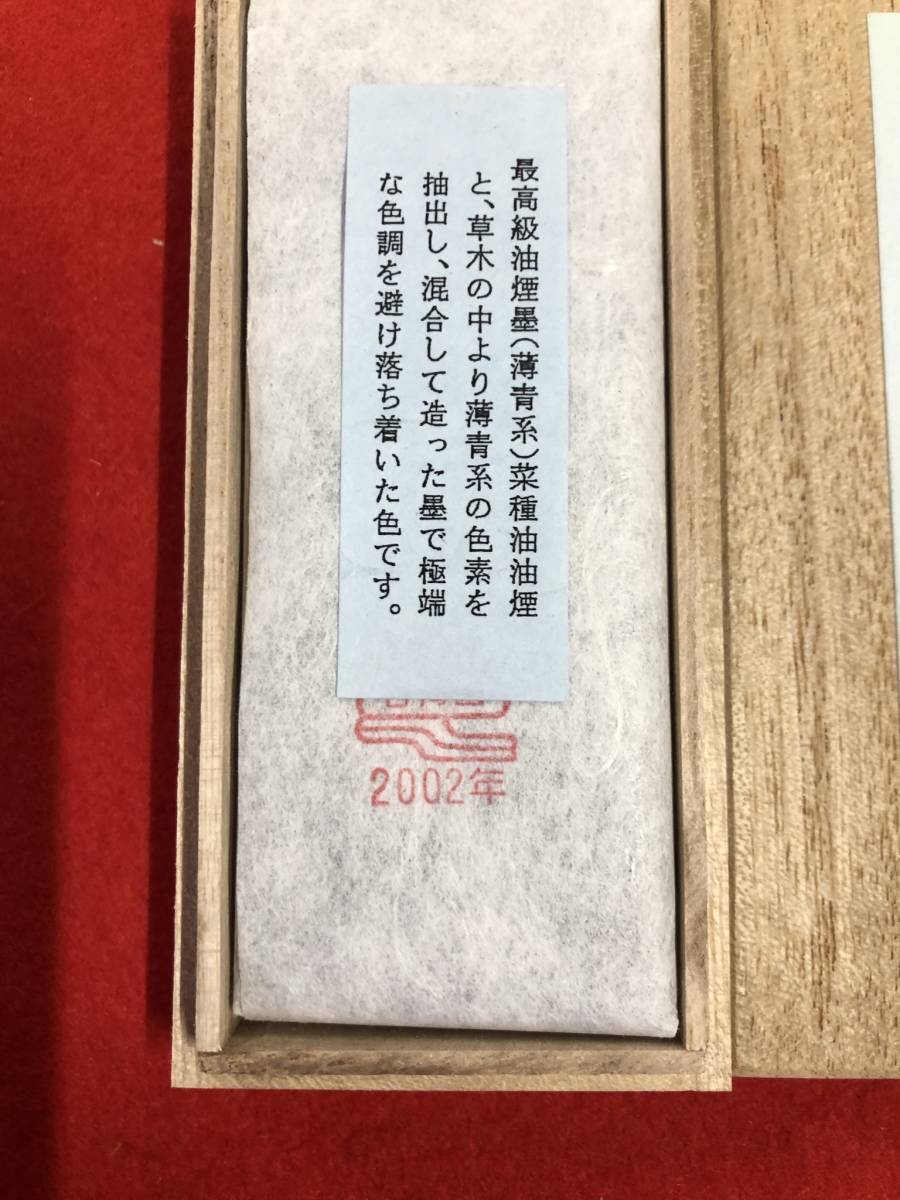 最高級油煙墨(薄青系)菜種油油煙
と、草木の中より薄青系の色素を
抽出し、混合して造った墨で極端
な色調を避け落ち着いた色です。
2002年